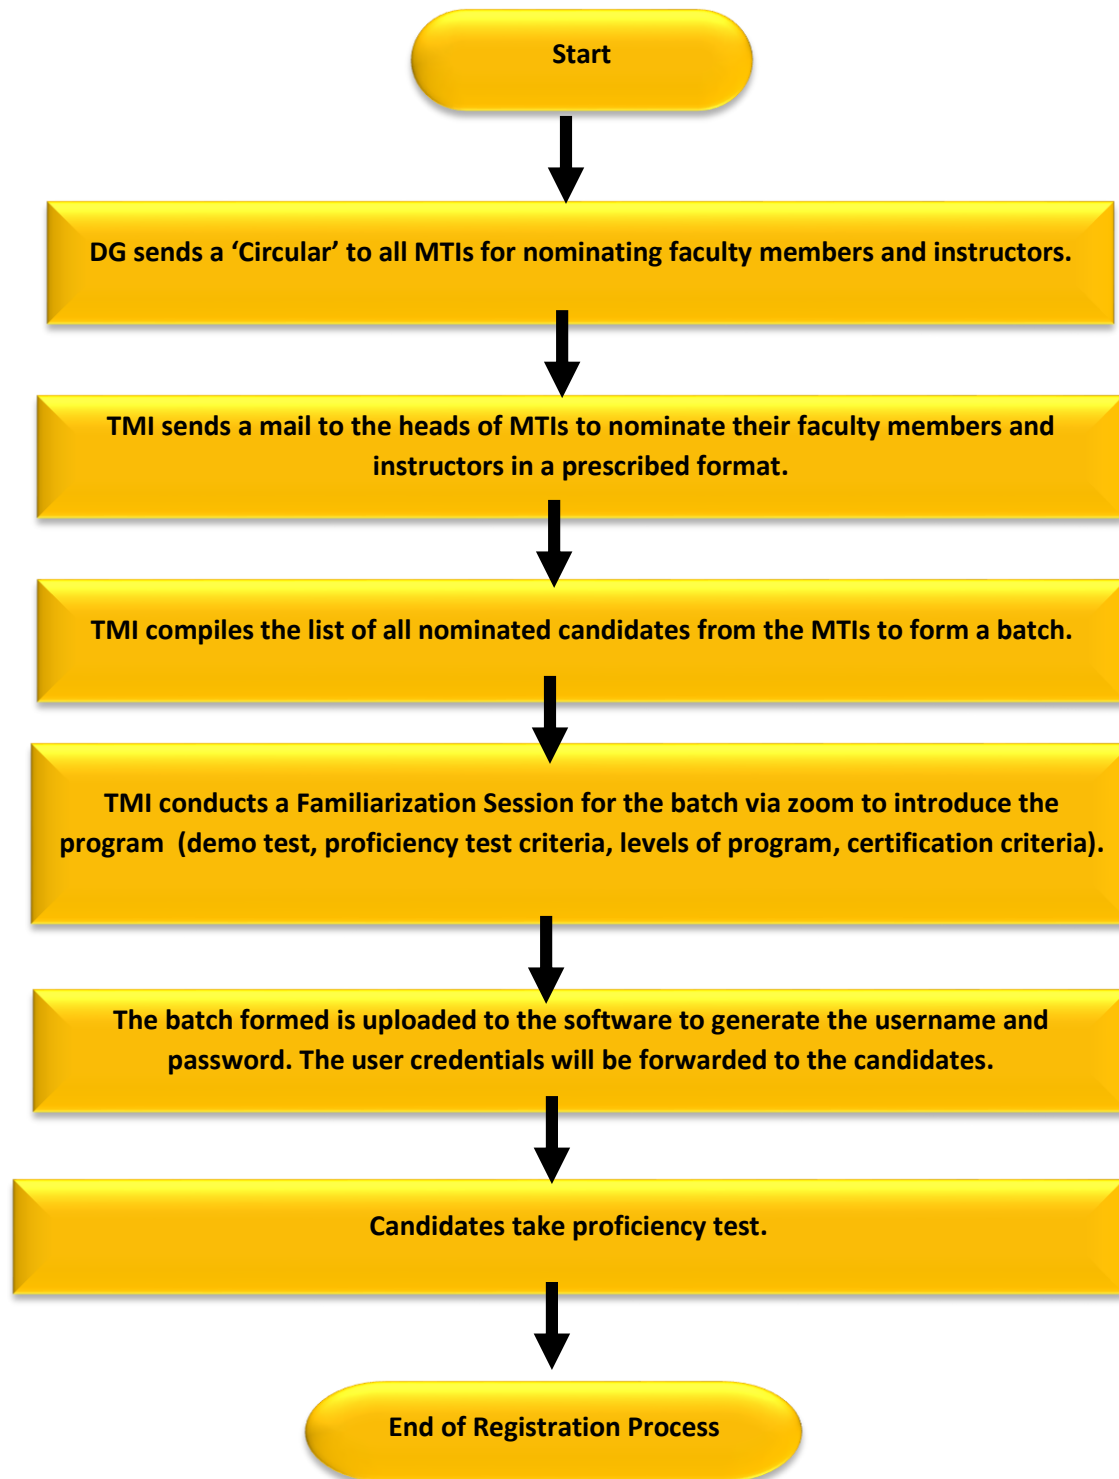 Start
DG sends a ‘Circular’ to all MTIs for nominating faculty members and instructors.
TMI sends a mail to the heads of MTIs to nominate their faculty members and
instructors in a prescribed format.
TMI compiles the list of all nominated candidates from the MTIs to form a batch.
TMI conducts a Familiarization Session for the batch via zoom to introduce the
program  (demo test, proficiency test criteria, levels of program, certification criteria).
The batch formed is uploaded to the software to generate the username and
password. The user credentials will be forwarded to the candidates.
Candidates take proficiency test.
End of Registration Process